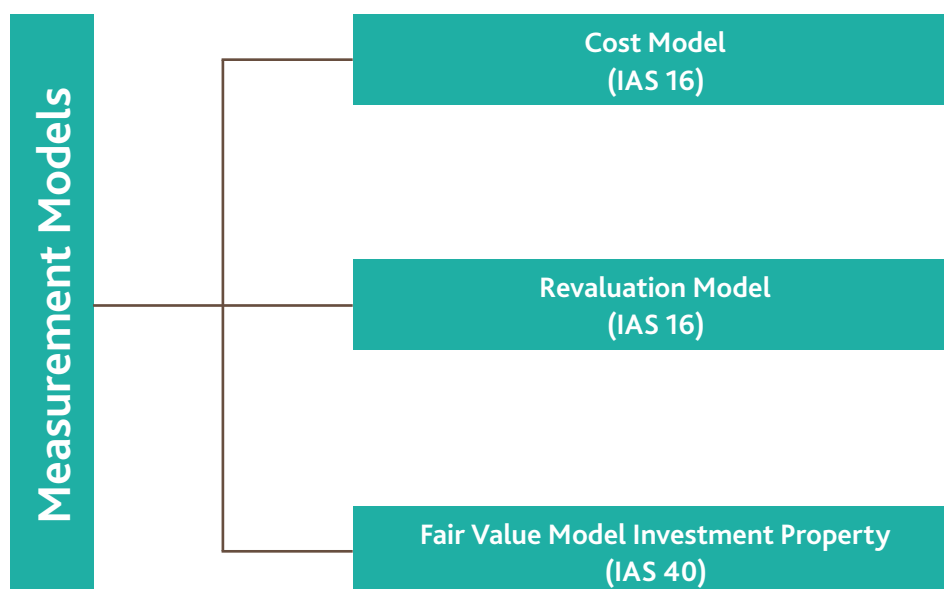 Measurement Models
Cost Model
(IAS 16)
Revaluation Model
(IAS 16)
Fair Value Model Investment Property
(IAS 40)